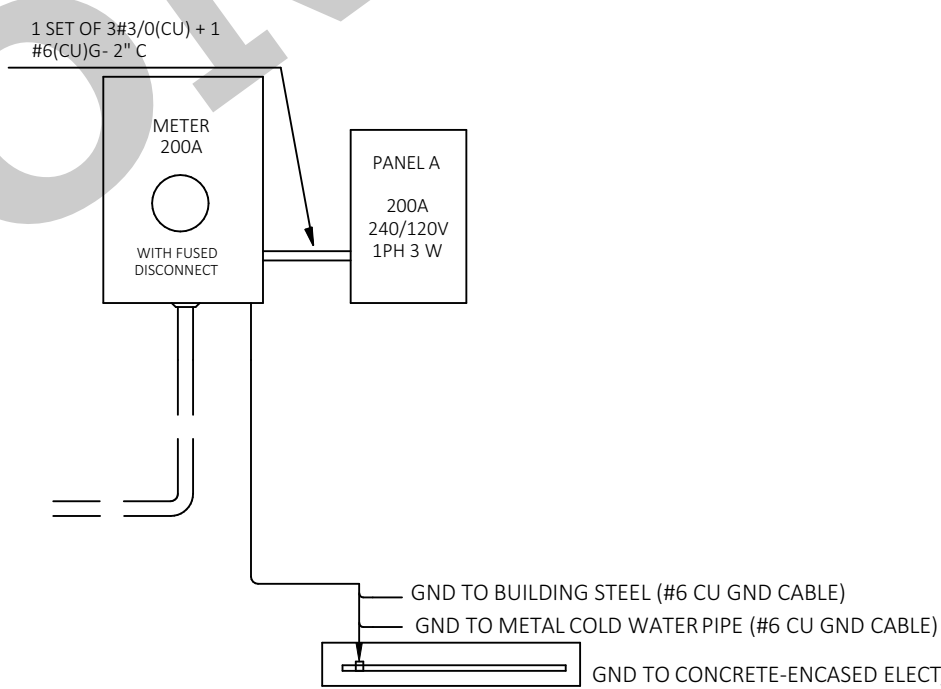 1 SET OF 3#3/0(CU) + 1
#6(CU)G- 2" C
METER
200A
WITH FUSED
DISCONNECT
PANEL A
200A
240/120V
1PH 3 W
GND TO BUILDING STEEL (#6 CU GND CABLE)
GND TO METAL COLD WATER PIPE (#6 CU GND CABLE)
GND TO CONCRETE-ENCASED ELECT